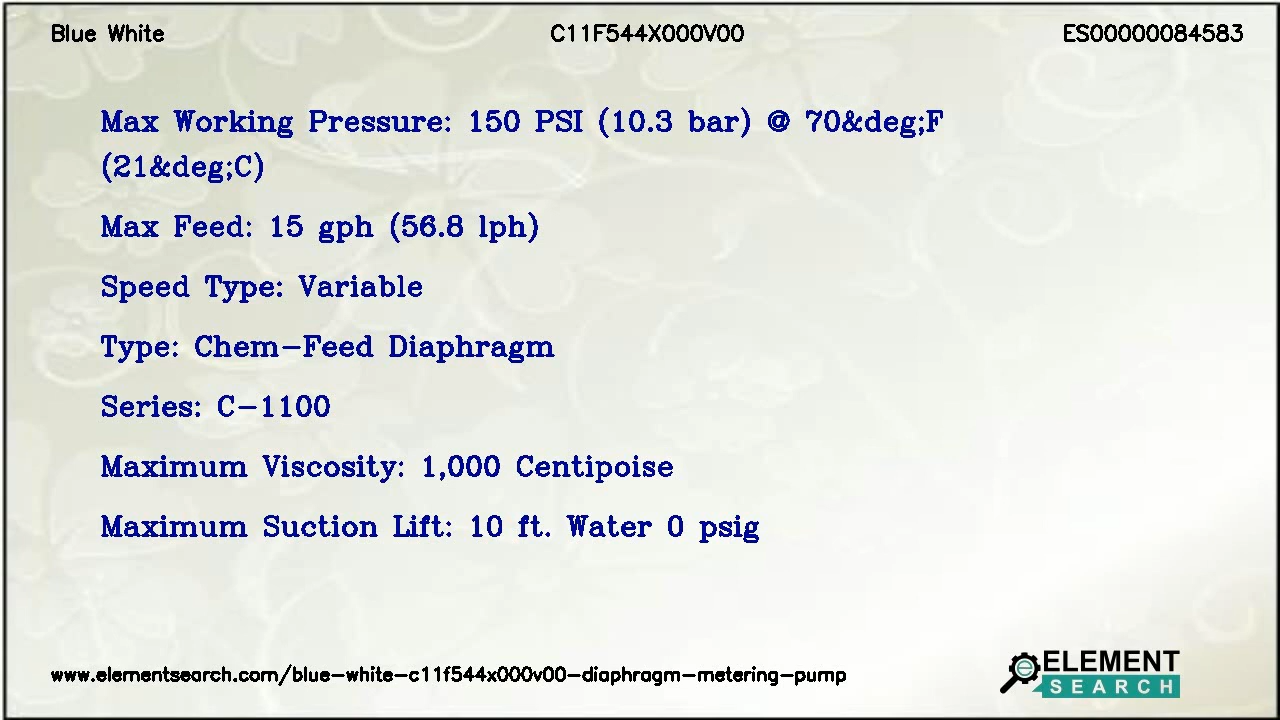 Blue White C11F544X000V00 ES00000084583
Max Working Pressure: 150 PSI (10.3 bar) @ 70&deg;F
(21&deg;C)
Max Feed: 15 gph (56.8 lph)
Speed Type: Variable
Type: Chem-Feed Diaphragm
Series: C-1100
Maximum Viscosity: 1,000 Centipoise
Maximum Suction Lift: 10 ft. Water 0 psig
www.elementsearch.com/blue-white-c11f544x000v00-diaphragm-metering-pump
ELEMENT
SEARCH